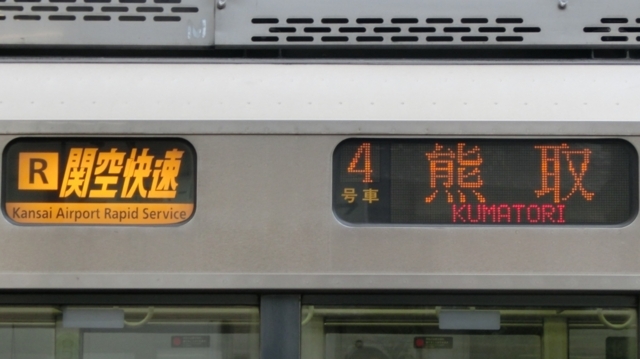 R 関空快速
Kansai Airport Rapid Service
4 号車
熊取
KUMATORI